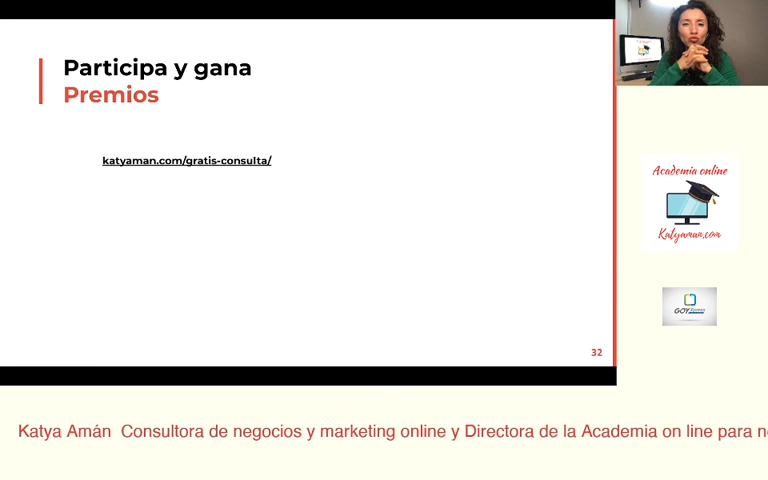 Participa y gana
Premios
katyaman.com/gratis-consulta/
32
Academia online
Katyaman.com
GOY
Katya Amán  Consultora de negocios y marketing online y Directora de la Academia on line para n